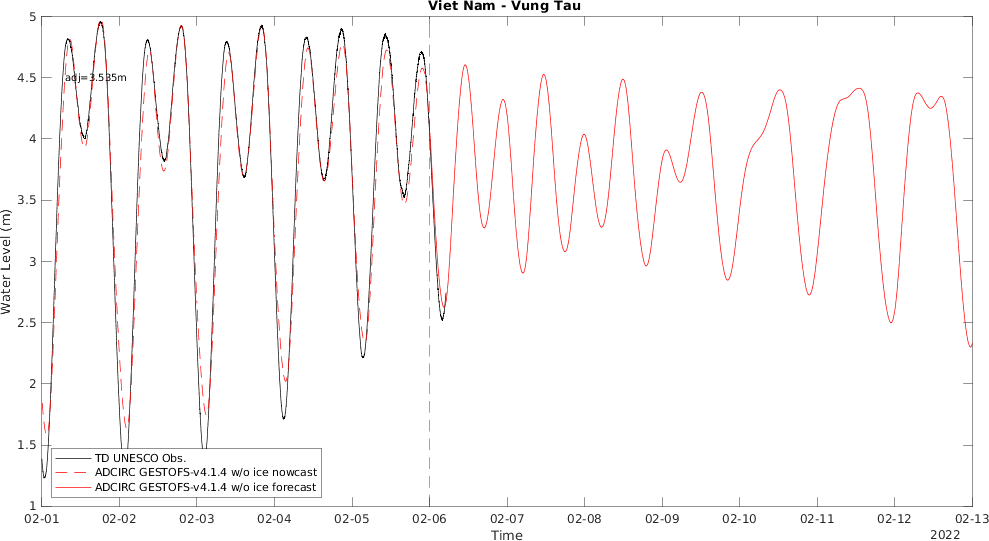 Viet Nam - Vung Tau
5
4.5
4
3.5
3
2.5
2
1.5
1
Water Level (m)
adj=3.535m
TD UNESCO Obs.
ADCIRC GESTOFS-v4.1.4 w/o ice nowcast
ADCIRC GESTOFS-v4.1.4 w/o ice forecast
02-01 02-02 02-03 02-04 02-05 02-06 02-07 02-08 02-09 02-10 02-11 02-12 02-13
Time
2022